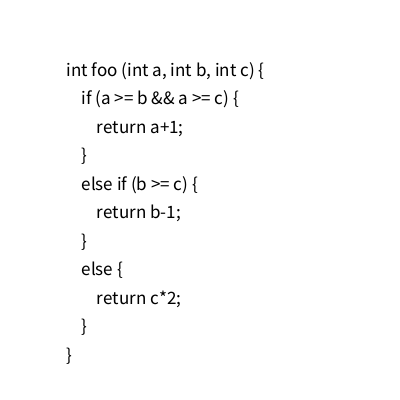 int foo (int a, int b, int c) {
    if (a >= b && a >= c) {
        return a+1;
    }
    else if (b >= c) {
        return b-1;
    }
    else {
        return c*2;
    }
}